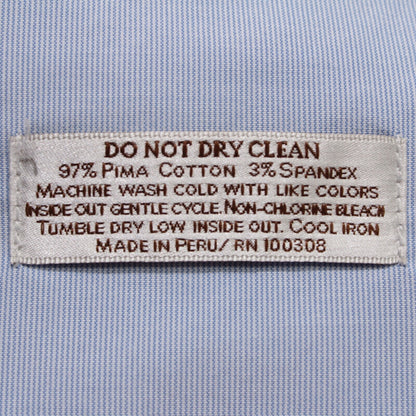 DO NOT DRY CLEAN
97% PIMA COTTON 3% SPANDEX
MACHINE WASH COLD WITH LIKE COLORS
INSIDE OUT GENTLE CYCLE. NON-CHLORINE BLEACH
TUMBLE DRY LOW INSIDE OUT. COOL IRON
MADE IN PERU/ RN 100308